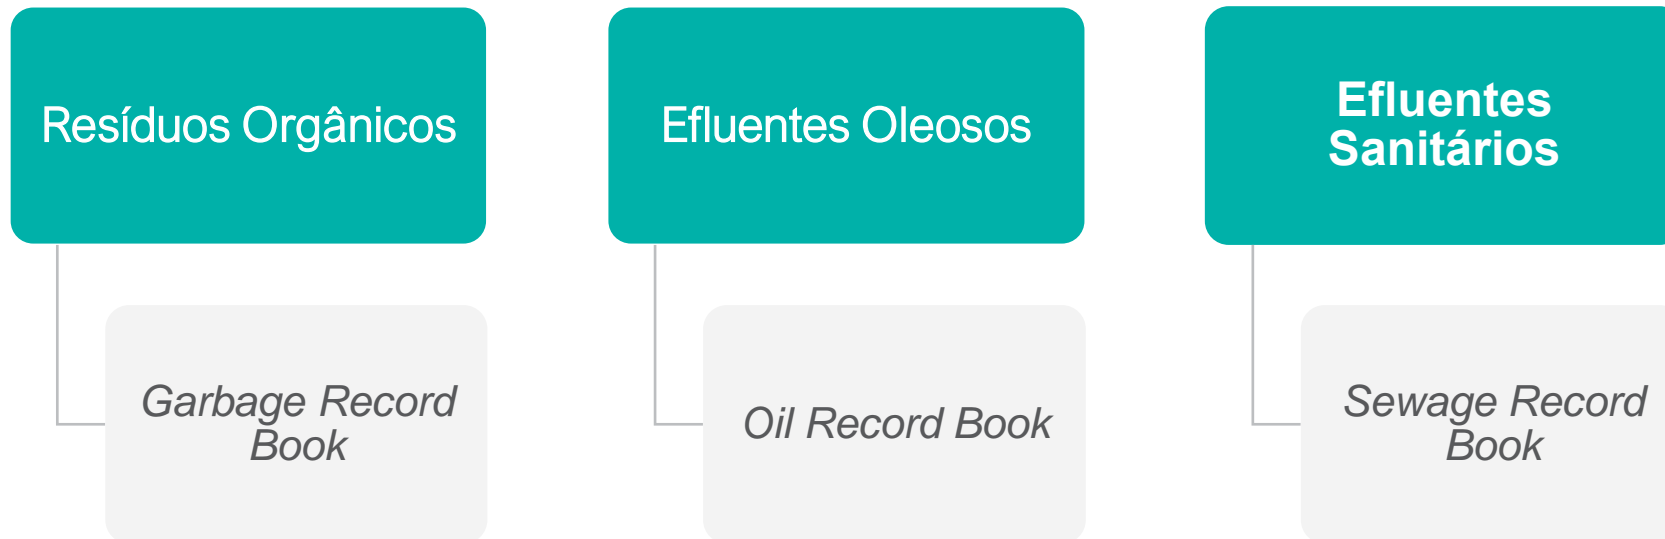 Resíduos Orgânicos
Garbage Record
Book
Efluentes Oleosos
Oil Record Book
Efluentes
Sanitários
Sewage Record
Book